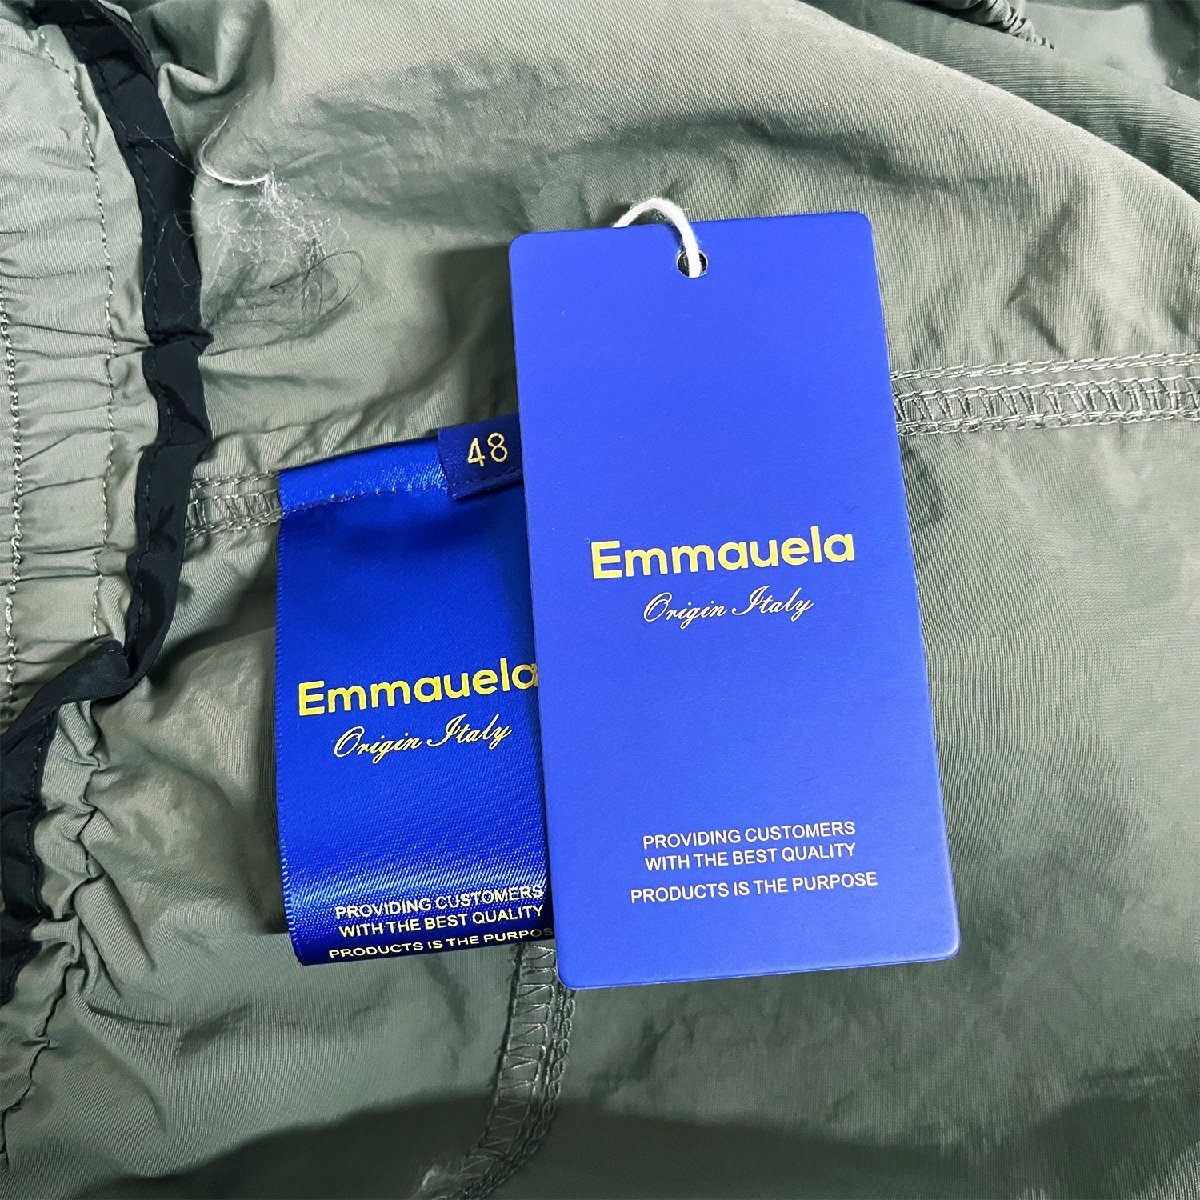 48
Emmauela
Origin Italy
PROVIDING CUSTOMERS
WITH THE BEST QUALITY
PRODUCTS IS THE PURPOS
Emmauela
Origin Italy
PROVIDING CUSTOMERS
WITH THE BEST QUALITY
PRODUCTS IS THE PURPOSE